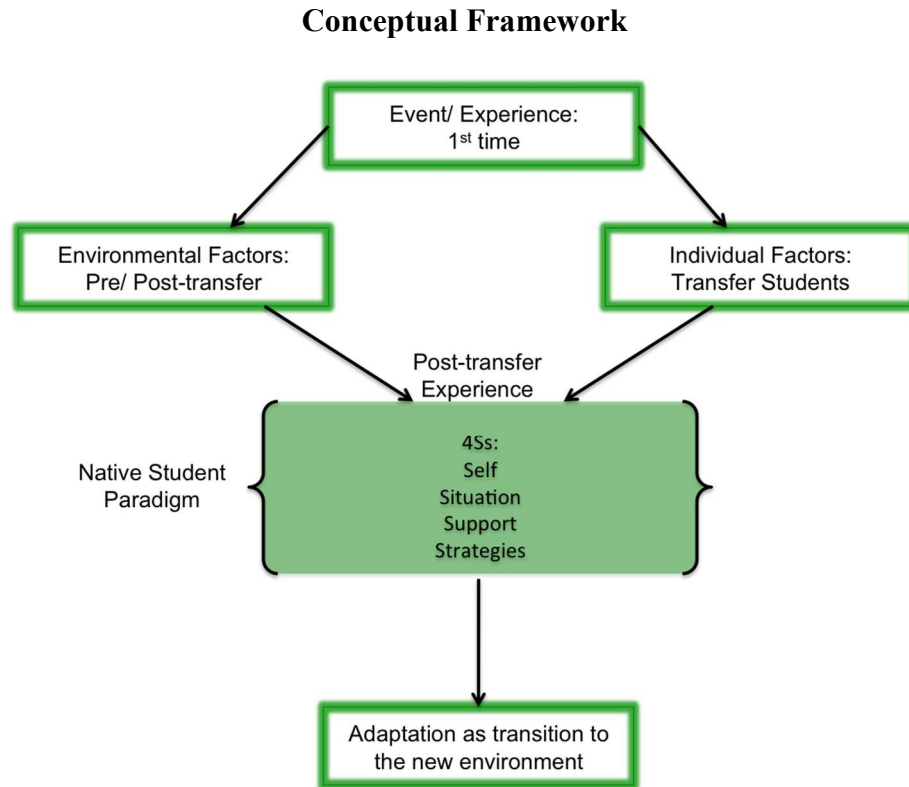 Conceptual Framework
Event/ Experience:
1st time
Environmental Factors:
Pre/ Post-transfer
Individual Factors:
Transfer Students
Post-transfer
Experience
Native Student
Paradigm
4Ss:
Self
Situation
Support
Strategies
Adaptation as transition to
the new environment